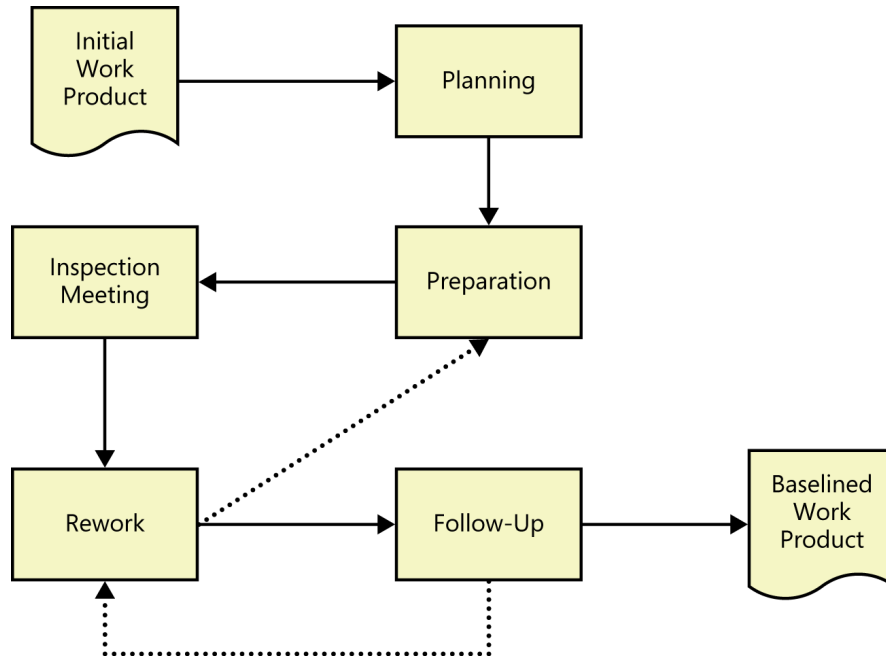 Initial
Work
Product
Planning
Inspection
Meeting
Preparation
Rework
Follow-Up
Baselined
Work
Product